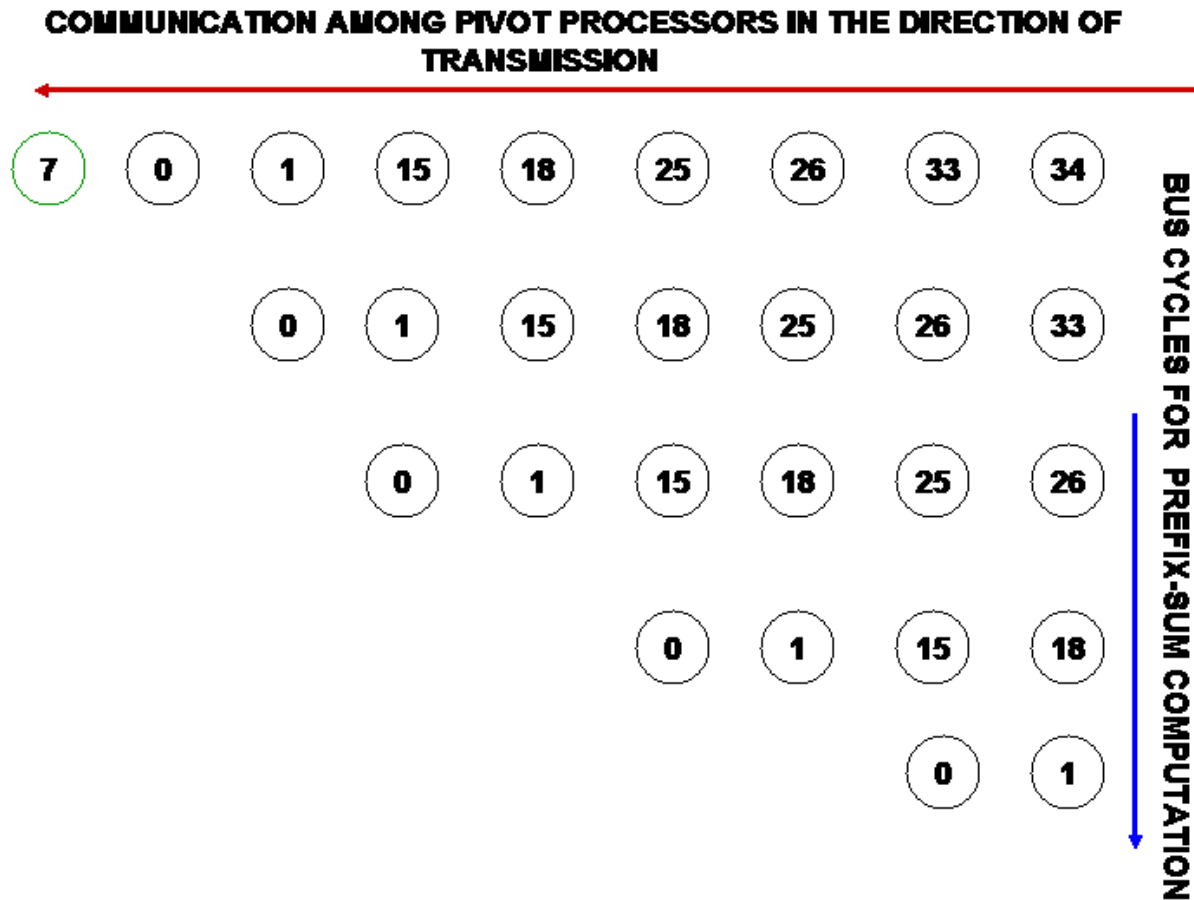 COMMUNICATION AMONG PIVOT PROCESSORS IN THE DIRECTION OF
TRANSMISSION
7 0 1 15 18 25 26 33 34
0 1 15 18 25 26 33
0 1 15 18 25 26
0 1 15 18
0 1
BUS CYCLES FOR PREFIX-SUM COMPUTATION